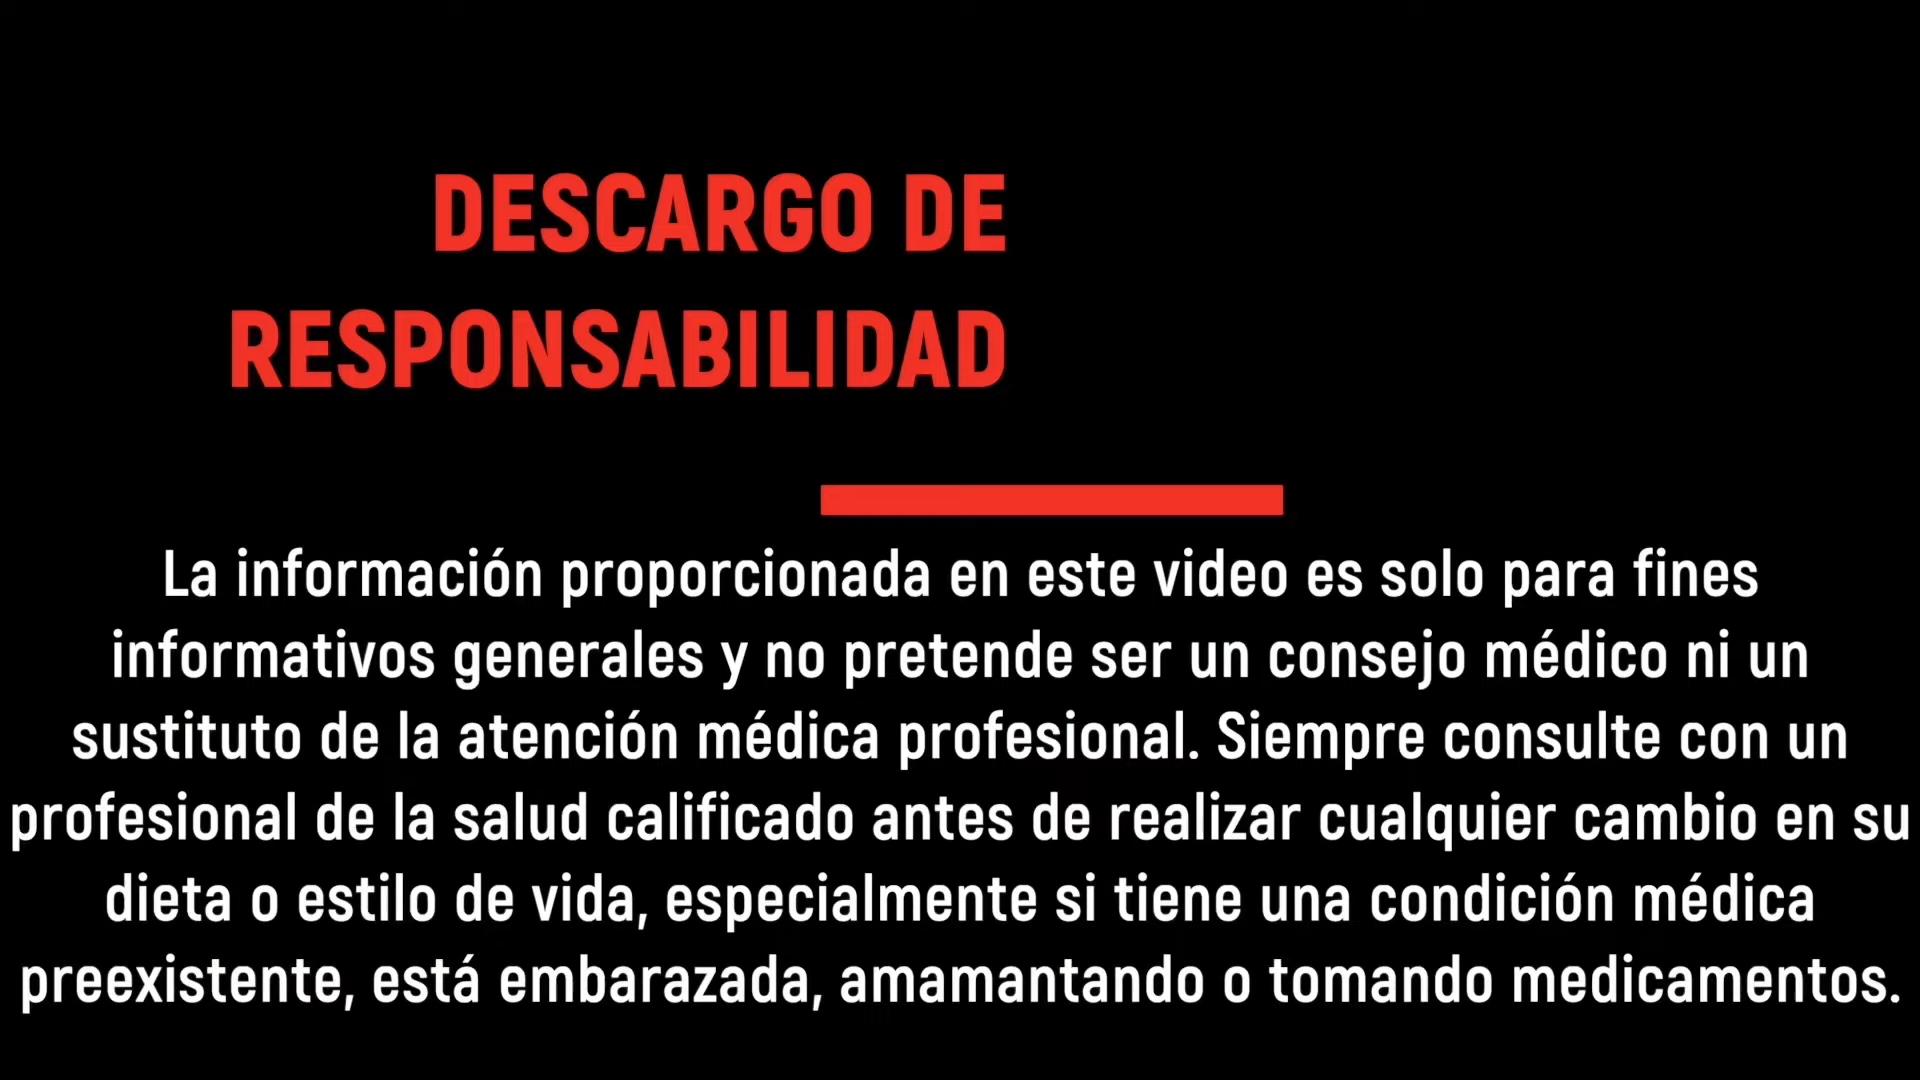 DESCARGO DE
RESPONSABILIDAD
La información proporcionada en este video es solo para fines
informativos generales y no pretende ser un consejo médico ni un
sustituto de la atención médica profesional. Siempre consulte con un
profesional de la salud calificado antes de realizar cualquier cambio en su
dieta o estilo de vida, especialmente si tiene una condición médica
preexistente, está embarazada, amamantando o tomando medicamentos.